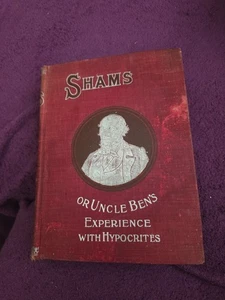 SHAMS
OR UNCLE BEN'S
EXPERIENCE
WITH HYPOCRITES